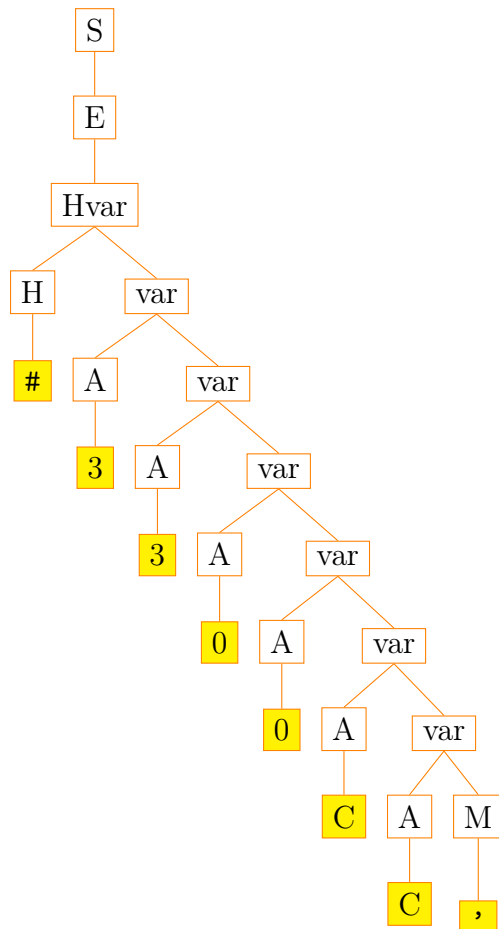 S
E
Hvar
H var
# A var
3 A var
3 A var
0 A var
0 A var
C A M
C ,